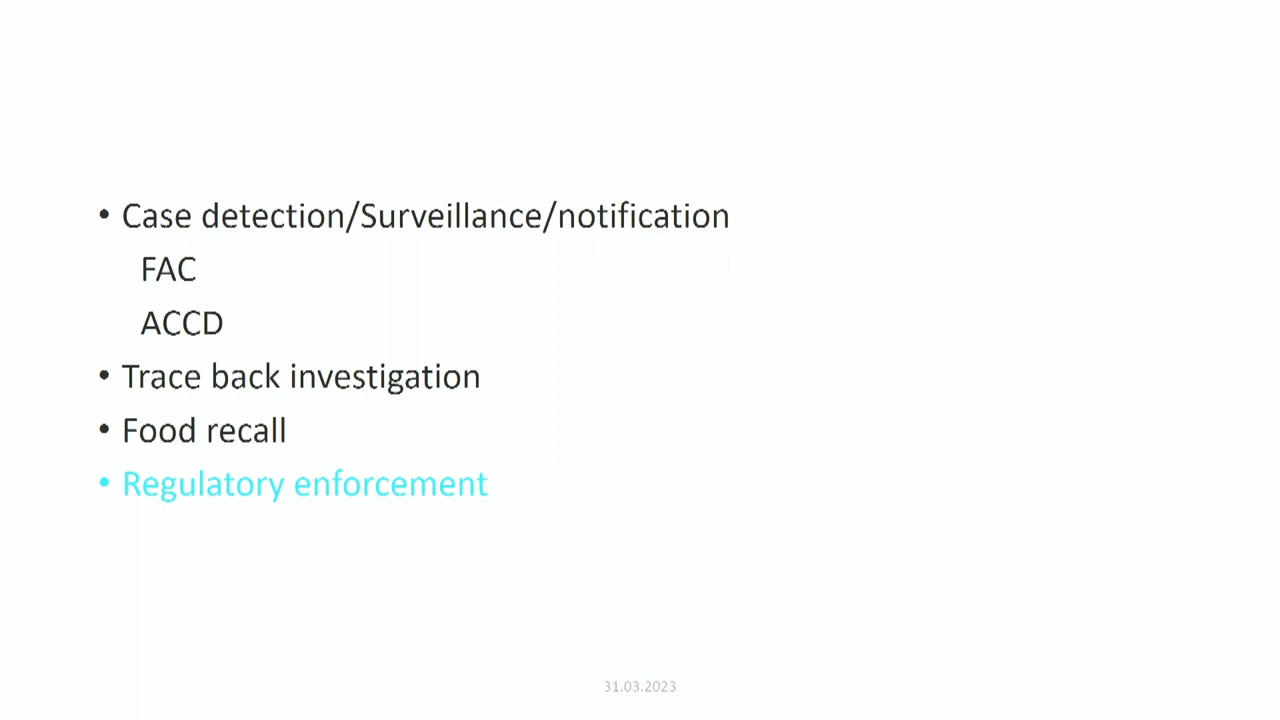 • Case detection/Surveillance/notification
FAC
ACCD
• Trace back investigation
• Food recall
• Regulatory enforcement
31.03.2023